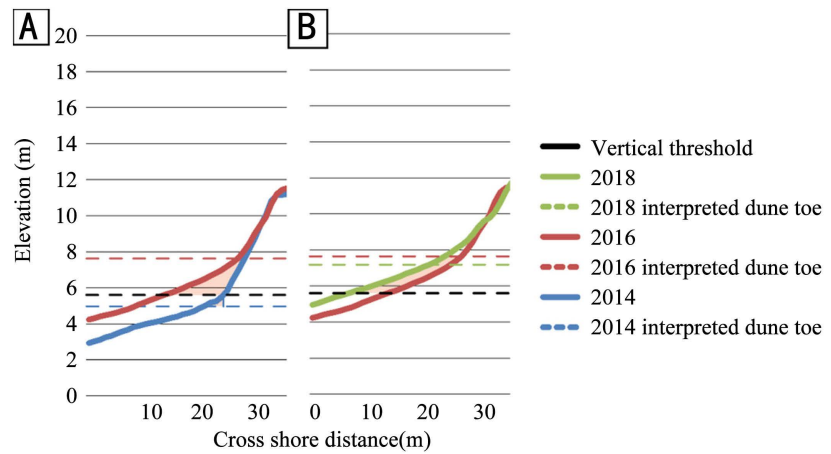 A
B
20
18
16
14
12
10
8
6
4
2
0
Elevation (m)
10 20 30
0 10 20 30
Cross shore distance(m)
Vertical threshold
2018
2018 interpreted dune toe
2016
2016 interpreted dune toe
2014
2014 interpreted dune toe